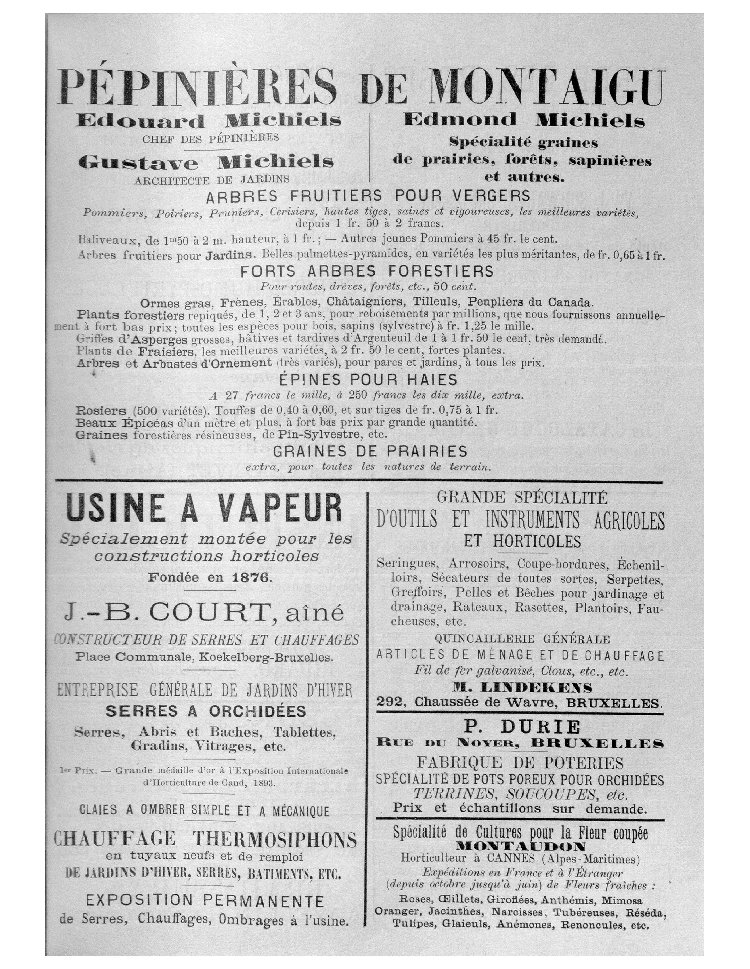 PÉPINIÈRES DE MONTAIGU
Edouard Michiels
CHEF DES PÉPINIÈRES
Gustave Michiels
ARCHITECTE DE JARDINS
Edmond Michiels
Spécialité graines
de prairies, forêts, sapinières
et autres.
ARBRES FRUITIERS POUR VERGERS
Pommiers, Poiriers, Pruniers, Cerisiers, hautes tiges, saines et vigoureuses, les meilleures variétés,
depuis 1 fr. 50 à 2 francs.
Baliveaux, de 1m50 à 2 m. hauteur, à 1 fr.; — Autres jeunes Pommiers à 45 fr. le cent.
Arbres fruitiers pour Jardins. Belles palmettes-pyramides, en variétés les plus méritantes, de fr. 0,65 à 1 fr.
FORTS ARBRES FORESTIERS
Pour routes, drèves, forêts, etc., 50 cent.
Ormes gras, Frênes, Erables, Châtaigniers, Tilleuls, Peupliers du Canada.
Plants forestiers repiqués, de 1, 2 et 3 ans, pour reboisements par millions, que nous fournissons annuelle-
ment à fort bas prix; toutes les espèces pour bois, sapins (sylvestre) à fr. 1,25 le mille.
Griffes d'Asperges grosses, hâtives et tardives d'Argenteuil de 1 à 1 fr. 50 le cent, très demandé.
Plants de Fraisiers, les meilleures variétés, à 2 fr. 50 le cent, fortes plantes.
Arbres et Arbustes d'Ornement (très variés), pour parcs et jardins, à tous les prix.
ÉPINES POUR HAIES
A 27 francs le mille, à 250 francs les dix mille, extra.
Rosiers (500 variétés). Touffes de 0,40 à 0,60, et sur tiges de fr. 0,75 à 1 fr.
Beaux Épicéas d'un mètre et plus, à fort bas prix par grande quantité.
Graines forestières résineuses, de Pin-Sylvestre, etc.
GRAINES DE PRAIRIES
extra, pour toutes les natures de terrain.
USINE A VAPEUR
Spécialement montée pour les
constructions horticoles
Fondée en 1876.
J.-B. COURT, aîné
CONSTRUCTEUR DE SERRES ET CHAUFFAGES
Place Communale, Koekelberg-Bruxelles.
ENTREPRISE GÉNÉRALE DE JARDINS D'HIVER
SERRES A ORCHIDÉES
Serres, Abris et Baches, Tablettes,
Gradins, Vitrages, etc.
1er Prix. — Grande médaille d'or à l'Exposition Internationale
d'Horticulture de Gand, 1893.
CLAIES A OMBRER SIMPLE ET A MÉCANIQUE
CHAUFFAGE THERMOSIPHONS
en tuyaux neufs et de remploi
DE JARDINS D'HIVER, SERRES, BATIMENTS, ETC.
EXPOSITION PERMANENTE
de Serres, Chauffages, Ombrages à l'usine.
GRANDE SPÉCIALITÉ
D'OUTILS ET INSTRUMENTS AGRICOLES
ET HORTICOLES
Seringues, Arrosoirs, Coupe-bordures, Échenil-
loirs, Sécateurs de toutes sortes, Serpettes,
Greffoirs, Pelles et Bêches pour jardinage et
drainage, Rateaux, Rasettes, Plantoirs, Fau-
cheuses, etc.
QUINCAILLERIE GÉNÉRALE
ARTICLES DE MÉNAGE ET DE CHAUFFAGE
Fil de fer galvanisé, Clous, etc., etc.
M. LINDEKENS
292, Chaussée de Wavre, BRUXELLES.
P. DURIE
RUE DU NOYER, BRUXELLES
FABRIQUE DE POTERIES
SPÉCIALITÉ DE POTS POREUX POUR ORCHIDÉES
TERRINES, SOUCOUPES, etc.
Prix et échantillons sur demande.
Spécialité de Cultures pour la Fleur coupée
MONTAUDON
Horticulteur à CANNES (Alpes-Maritimes)
Expéditions en France et à l'Étranger
(depuis octobre jusqu'à juin) de Fleurs fraîches :
Roses, Œillets, Giroflées, Anthémis, Mimosa
Oranger, Jacinthes, Narcisses, Tubéreuses, Réséda,
Tulipes, Glaieuls, Anémones, Renoncules, etc.